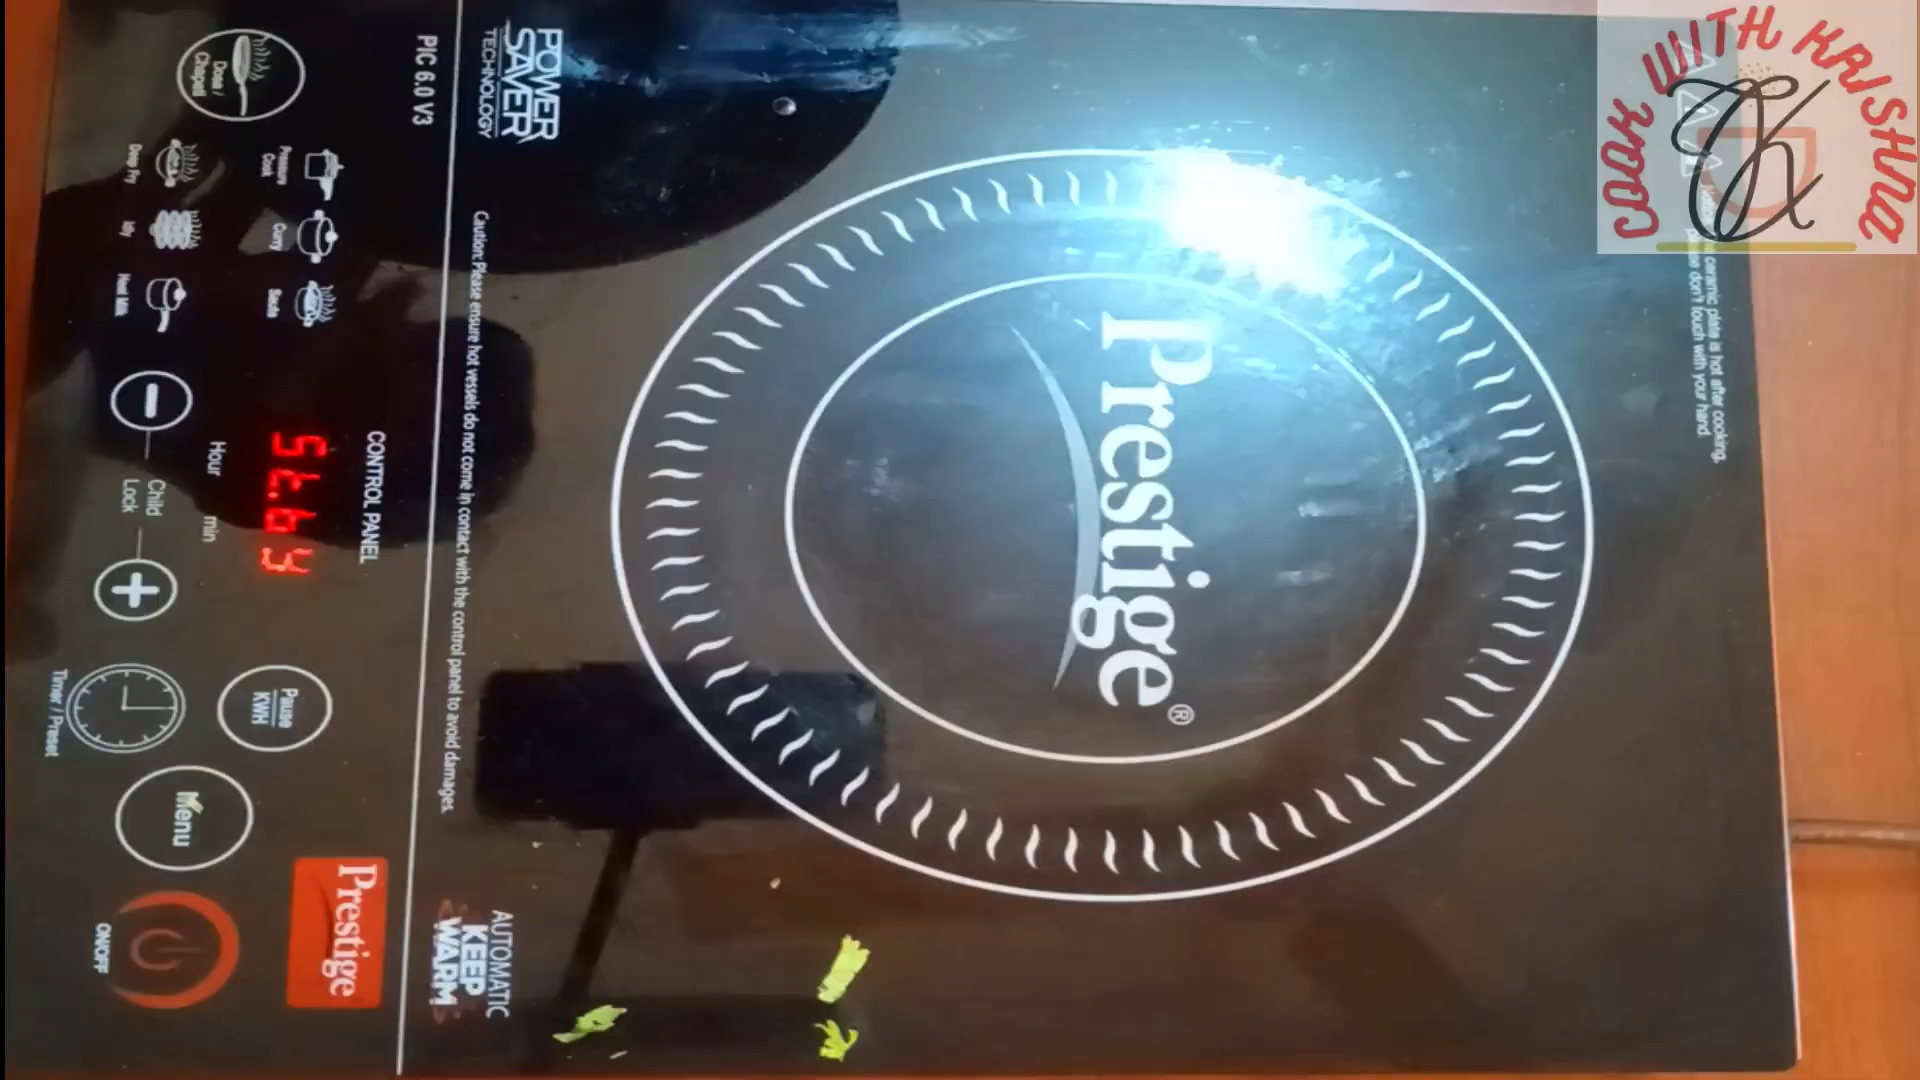 COOK WITH KRISHNA
CK
ceramic plate is hot after cooking,
don't touch with your hand.
Prestige®
POWER
SAVER
TECHNOLOGY
AUTOMATIC
KEEP
WARM
Caution: Please ensure hot vessels do not come in contact with the control panel to avoid damages.
PIC 6.0 V3
CONTROL PANEL
Prestige
Dosa /
Chapati
Pressure
Cook
Curry
Saute
Deep Fry
Idly
Heat Milk
Hour min
Child
Lock
Pause
KWH
Timer / Preset
Menu
ON/OFF